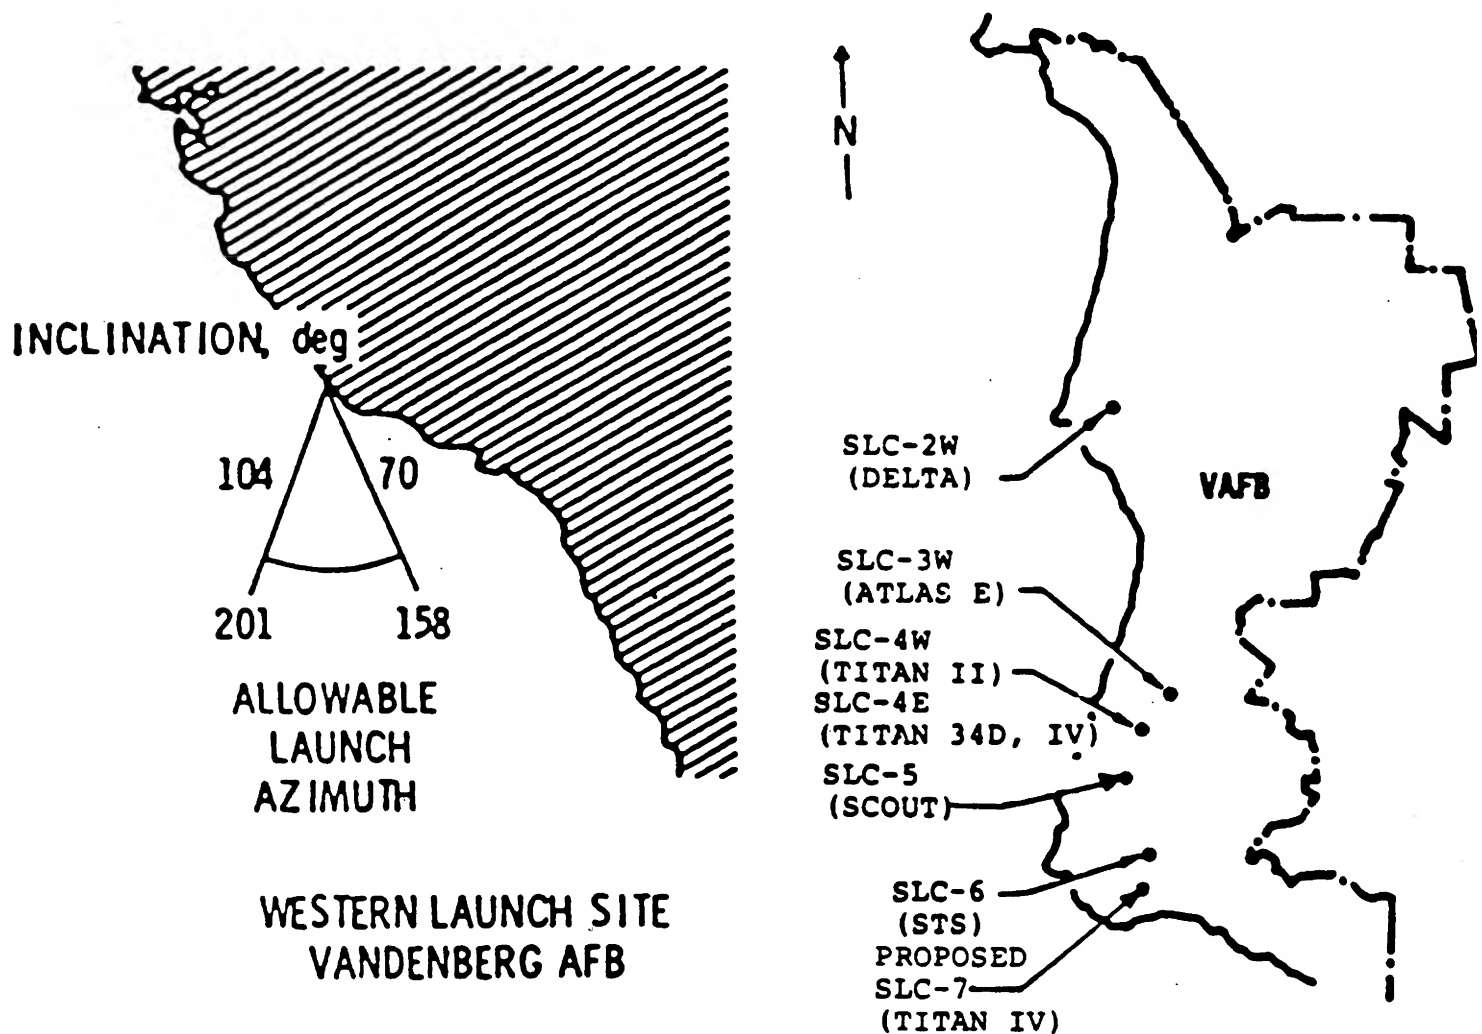 INCLINATION, deg
104
70
201
158
ALLOWABLE
LAUNCH
AZIMUTH
WESTERN LAUNCH SITE
VANDENBERG AFB
N
SLC-2W
(DELTA)
VAFB
SLC-3W
(ATLAS E)
SLC-4W
(TITAN II)
SLC-4E
(TITAN 34D, IV)
SLC-5
(SCOUT)
SLC-6
(STS)
PROPOSED
SLC-7
(TITAN IV)